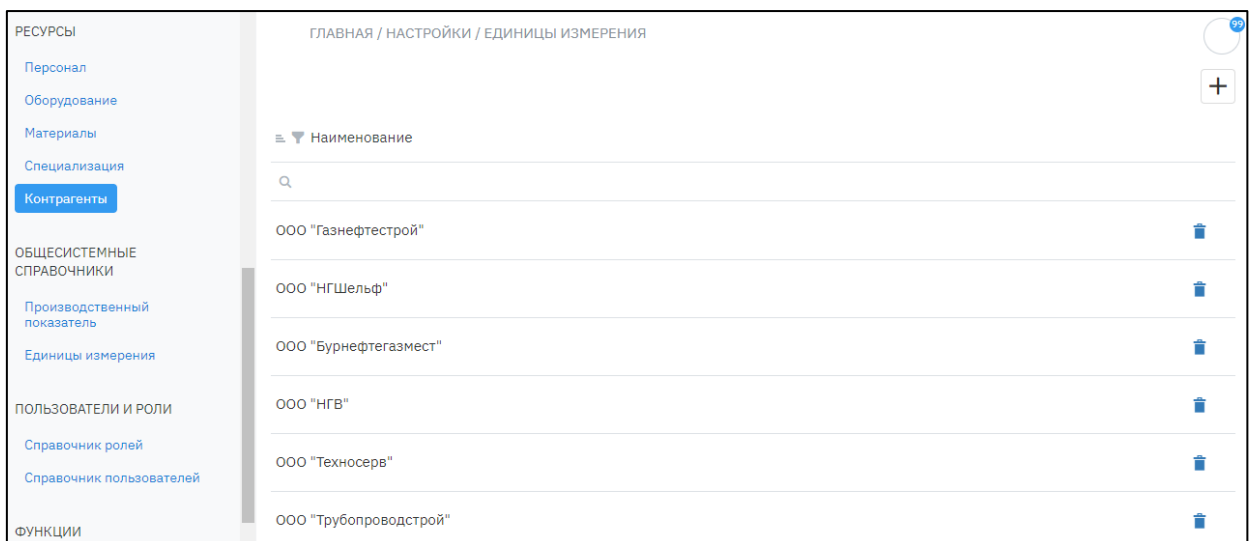 РЕСУРСЫ
Персонал
Оборудование
Материалы
Специализация
Контрагенты
ОБЩЕСИСТЕМНЫЕ
СПРАВОЧНИКИ
Производственный
показатель
Единицы измерения
ПОЛЬЗОВАТЕЛИ И РОЛИ
Справочник ролей
Справочник пользователей
ФУНКЦИИ
ГЛАВНАЯ / НАСТРОЙКИ / ЕДИНИЦЫ ИЗМЕРЕНИЯ
99
Наименование
ООО "Газнефтестрой"
ООО "НГШельф"
ООО "Бурнефтегазмест"
ООО "НГВ"
ООО "Техносерв"
ООО "Трубопроводстрой"